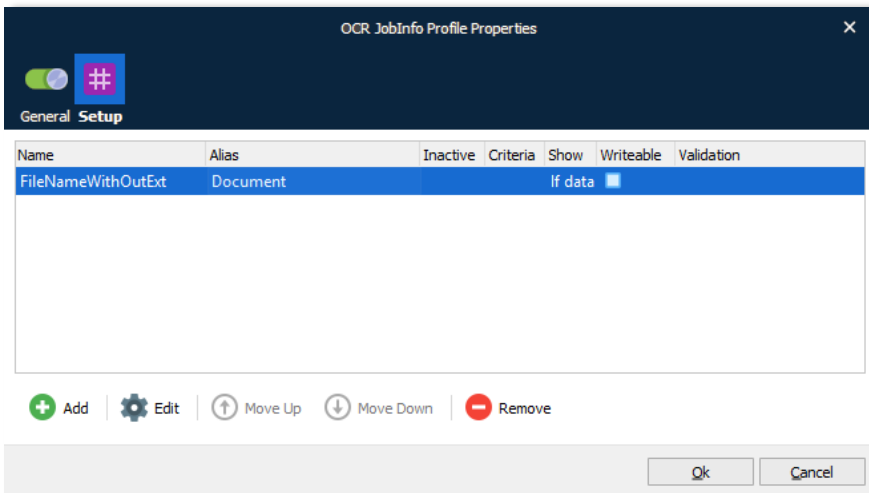 OCR JobInfo Profile Properties
General Setup
Name Alias Inactive Criteria Show Writeable Validation
FileNameWithOutExt Document If data
Add Edit Move Up Move Down Remove
Ok Cancel